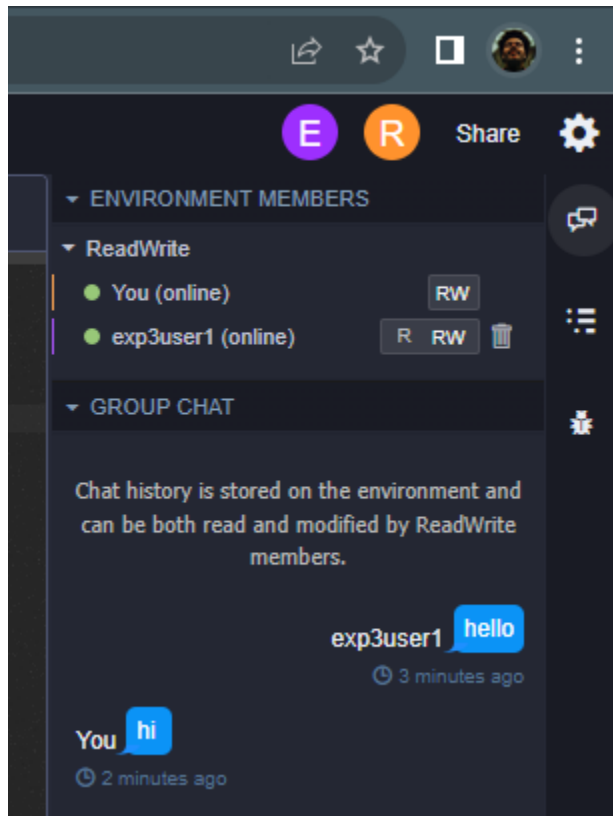 E R Share
ENVIRONMENT MEMBERS
ReadWrite
You (online) RW
exp3user1 (online) R RW
GROUP CHAT
Chat history is stored on the environment and
can be both read and modified by ReadWrite
members.
exp3user1 hello
3 minutes ago
You hi
2 minutes ago